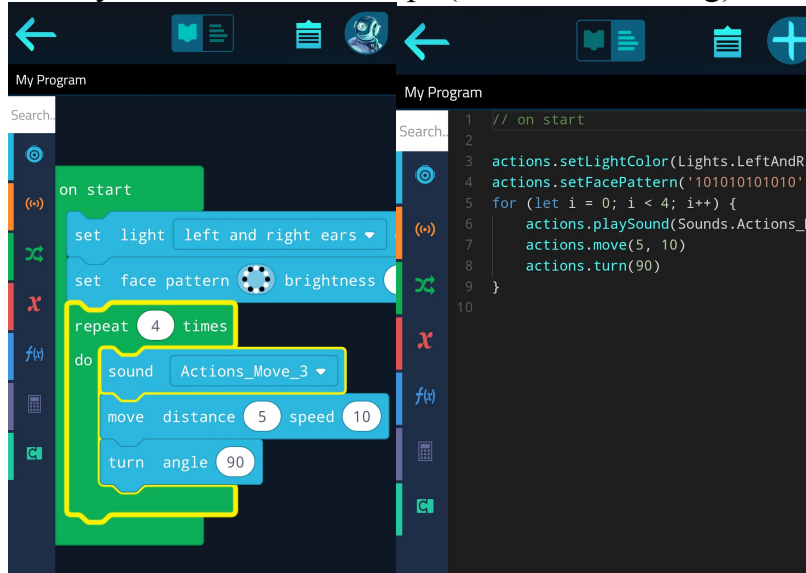 My Program
Search..
on start
set light left and right ears
set face pattern brightness
repeat 4 times
do
sound Actions_Move_3
move distance 5 speed 10
turn angle 90
x
f(x)
C
My Program
Search..
1 // on start
2
3 actions.setLightColor(Lights.LeftAndR
4 actions.setFacePattern('101010101010'
5 for (let i = 0; i < 4; i++) {
6 actions.playSound(Sounds.Actions_
7 actions.move(5, 10)
8 actions.turn(90)
9 }
10
x
f(x)
C